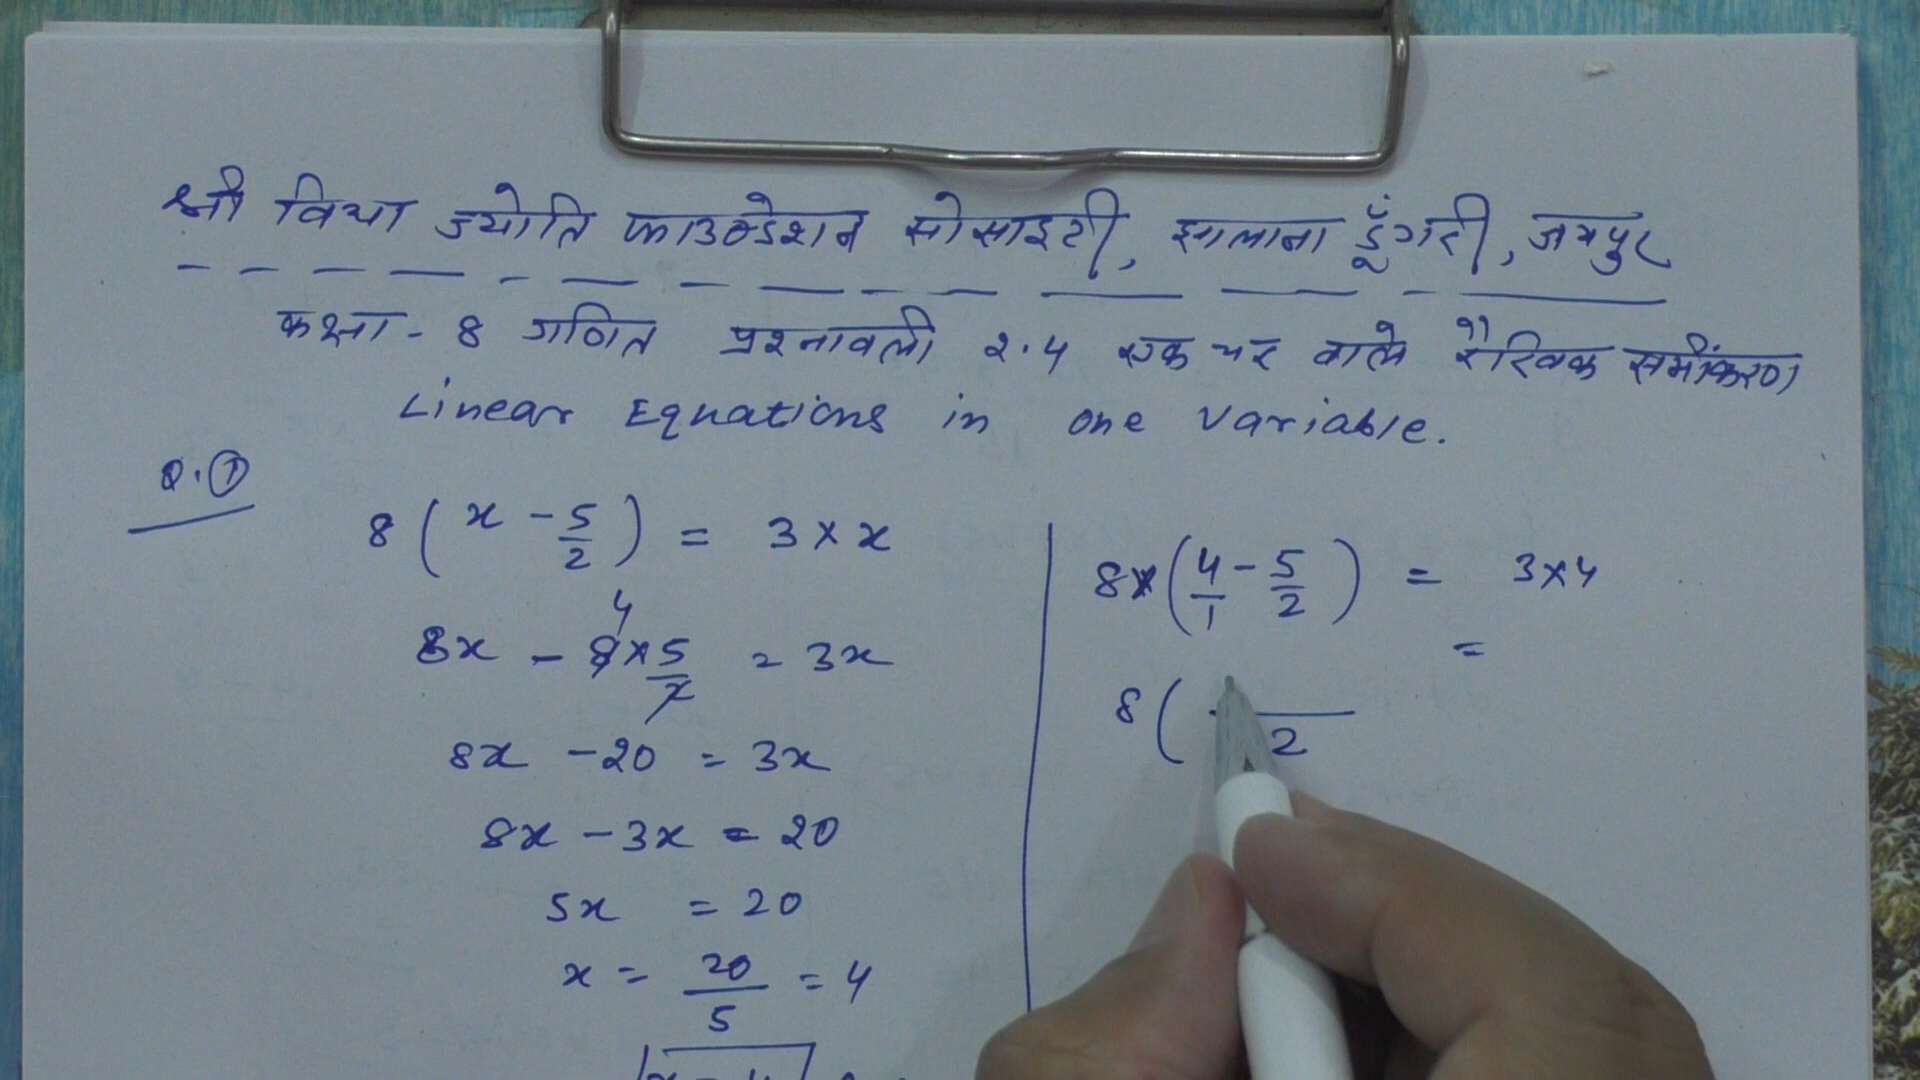 श्री विद्या ज्योति फाउन्डेशन सोसाइटी, झालाना डूँगरी, जयपुर
कक्षा - 8 गणित प्रश्नावली 2.4 एक चर वाले रैखिक समीकरण
Linear Equations in one variable.
Q.①
8 ( x - 5/2 ) = 3 × x
8x - 8 × 5/2 = 3x
4
8x - 20 = 3x
8x - 3x = 20
5x = 20
x = 20/5 = 4
8× ( 4/1 - 5/2 ) = 3×4
=
8 ( /2